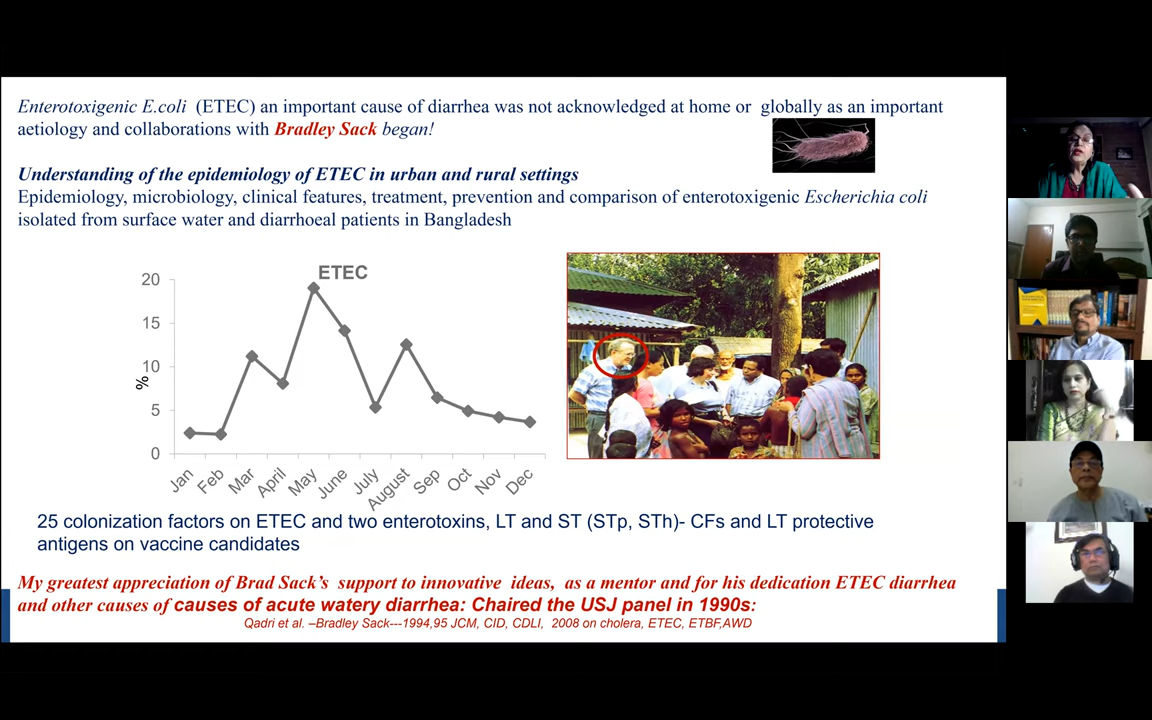 Enterotoxigenic E.coli (ETEC) an important cause of diarrhea was not acknowledged at home or globally as an important
aetiology and collaborations with Bradley Sack began!
Understanding of the epidemiology of ETEC in urban and rural settings
Epidemiology, microbiology, clinical features, treatment, prevention and comparison of enterotoxigenic Escherichia coli
isolated from surface water and diarrhoeal patients in Bangladesh
ETEC
20
15
10
5
0
%
Jan
Feb
Mar
April
May
June
July
August
Sep
Oct
Nov
Dec
25 colonization factors on ETEC and two enterotoxins, LT and ST (STp, STh)- CFs and LT protective
antigens on vaccine candidates
My greatest appreciation of Brad Sack's support to innovative ideas, as a mentor and for his dedication ETEC diarrhea
and other causes of causes of acute watery diarrhea: Chaired the USJ panel in 1990s:
Qadri et al. –Bradley Sack---1994,95 JCM, CID, CDLI, 2008 on cholera, ETEC, ETBF,AWD